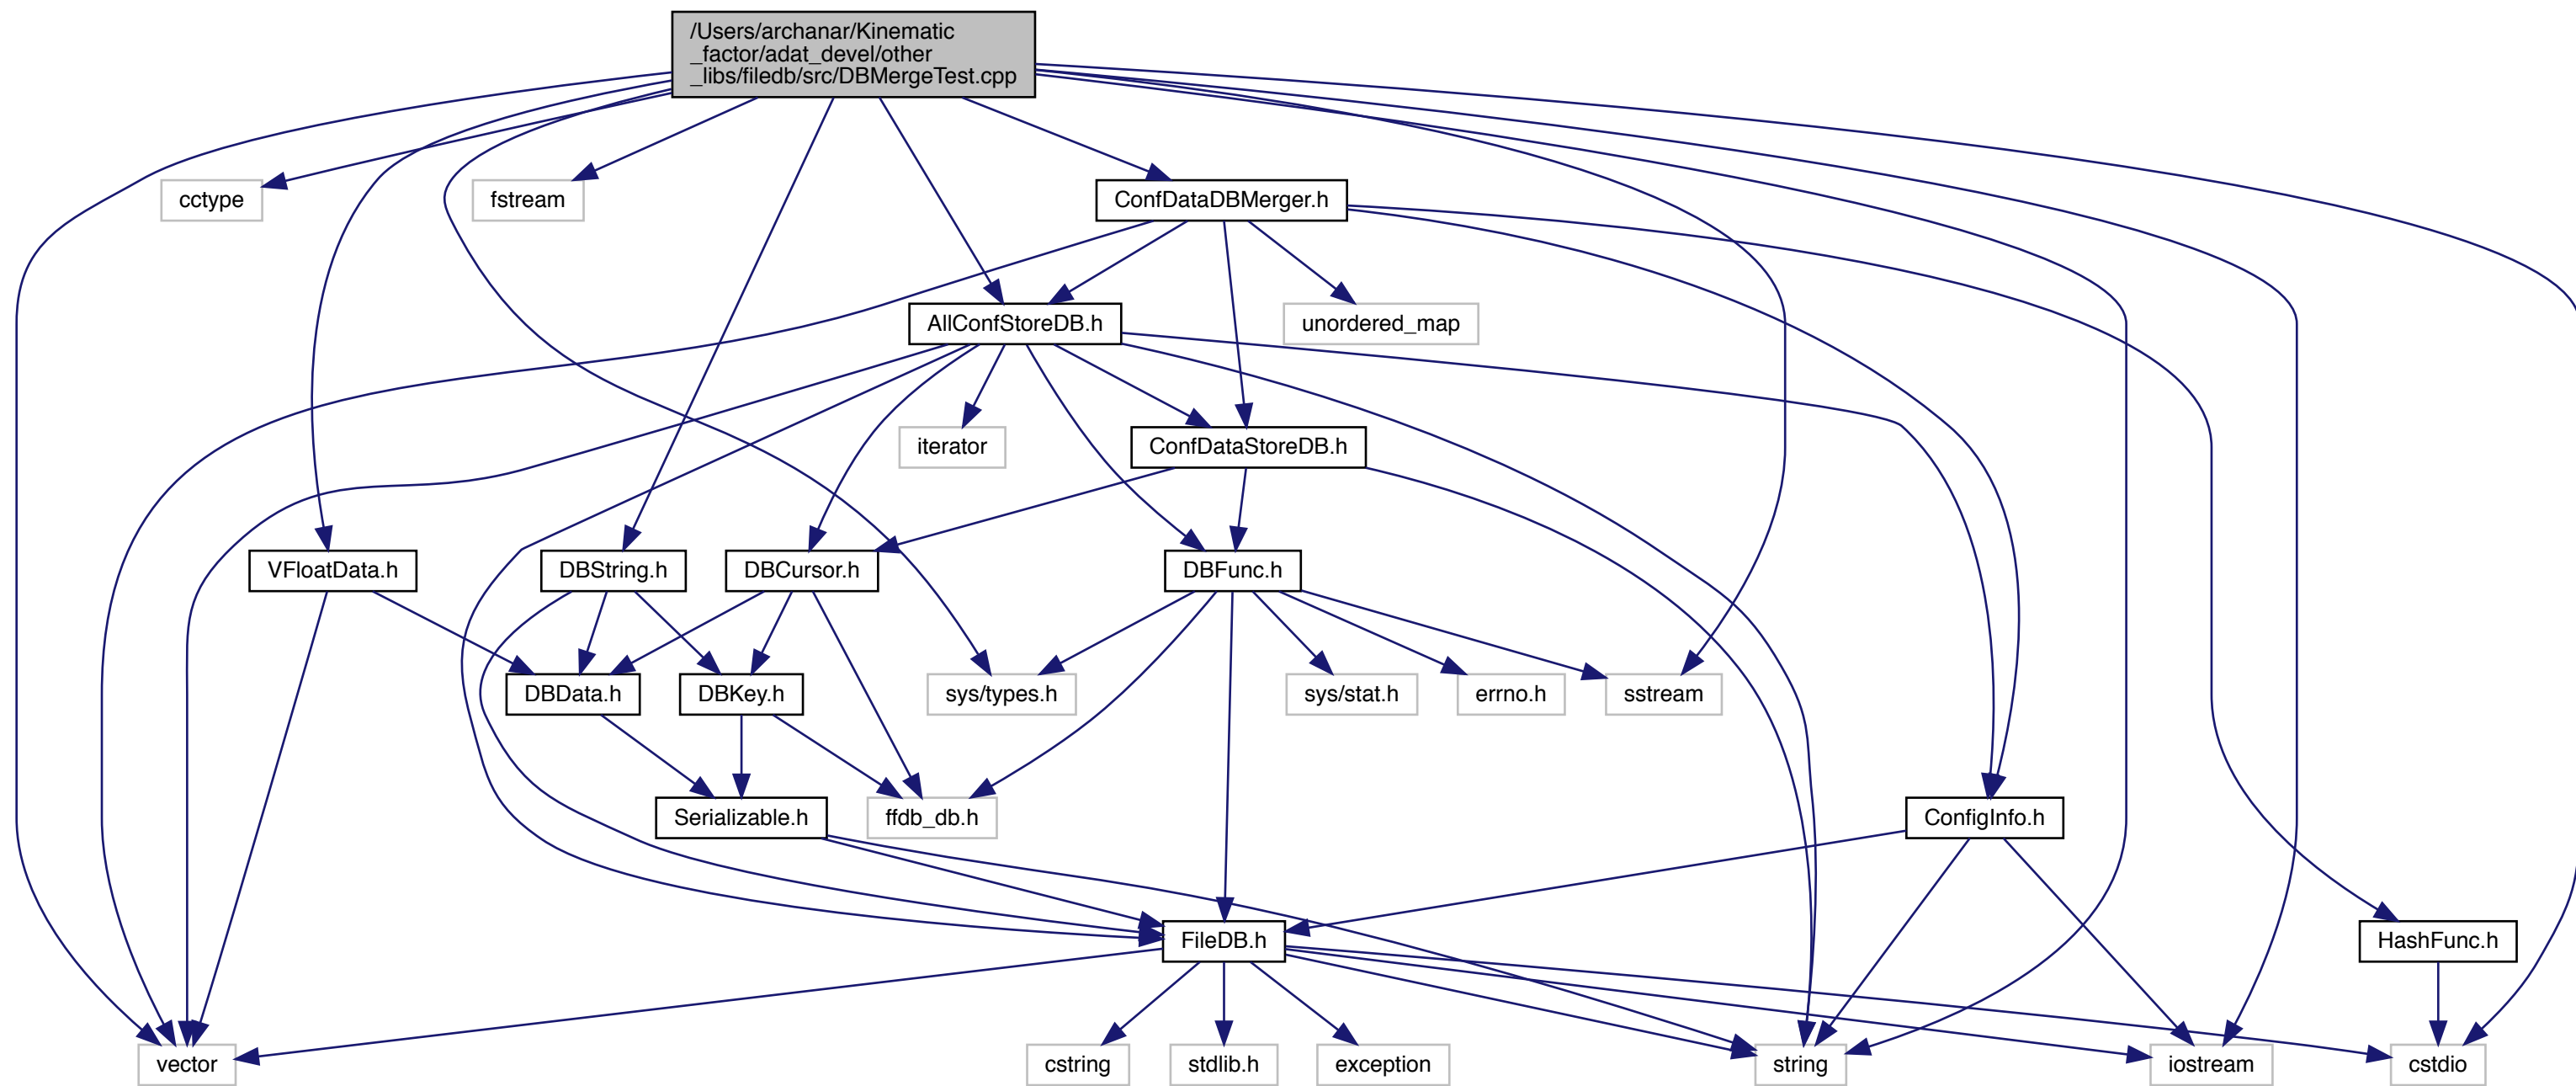 /Users/archanar/Kinematic
_factor/adat_devel/other
_libs/filedb/src/DBMergeTest.cpp
cctype
fstream
ConfDataDBMerger.h
AllConfStoreDB.h
unordered_map
iterator
ConfDataStoreDB.h
VFloatData.h
DBString.h
DBCursor.h
DBFunc.h
DBData.h
DBKey.h
sys/types.h
sys/stat.h
errno.h
sstream
Serializable.h
ffdb_db.h
ConfigInfo.h
FileDB.h
HashFunc.h
vector
cstring
stdlib.h
exception
string
iostream
cstdio